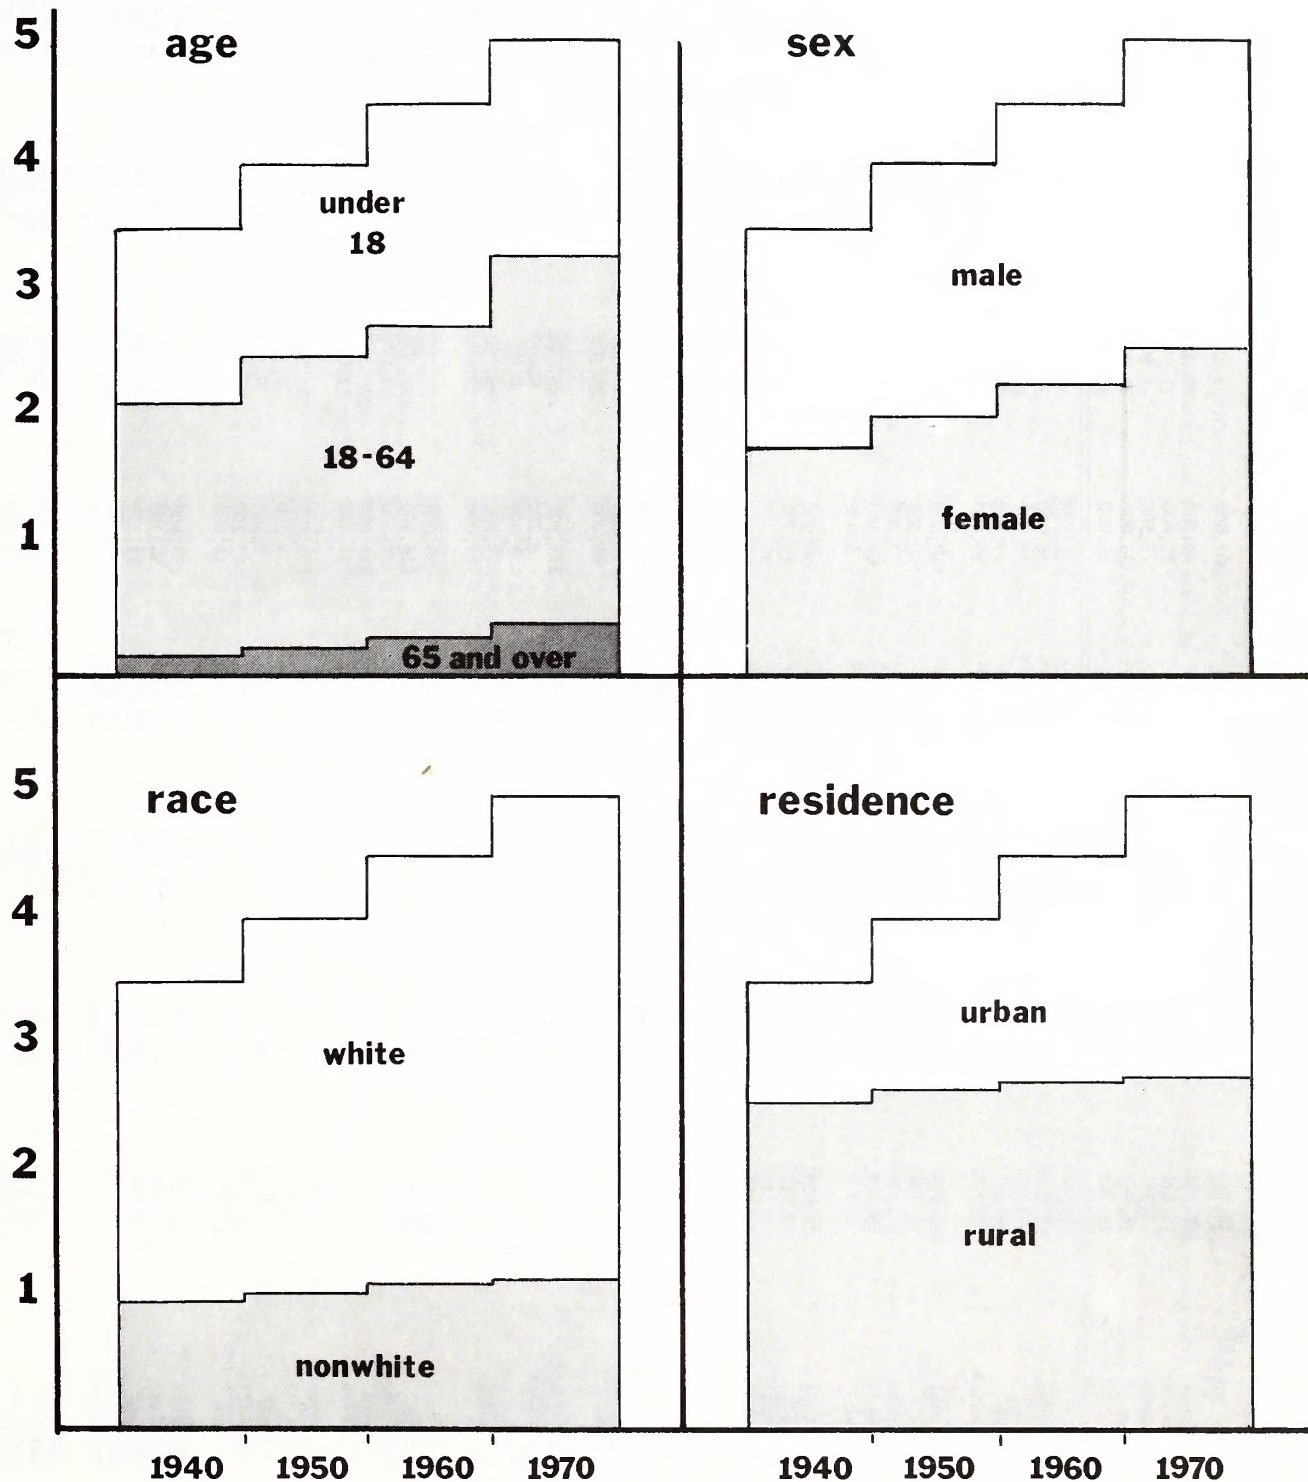 5
age
sex
4
under
18
3
male
2
18-64
1
female
65 and over
5
race
residence
4
3
white
urban
2
rural
1
nonwhite
1940 1950 1960 1970
1940 1950 1960 1970